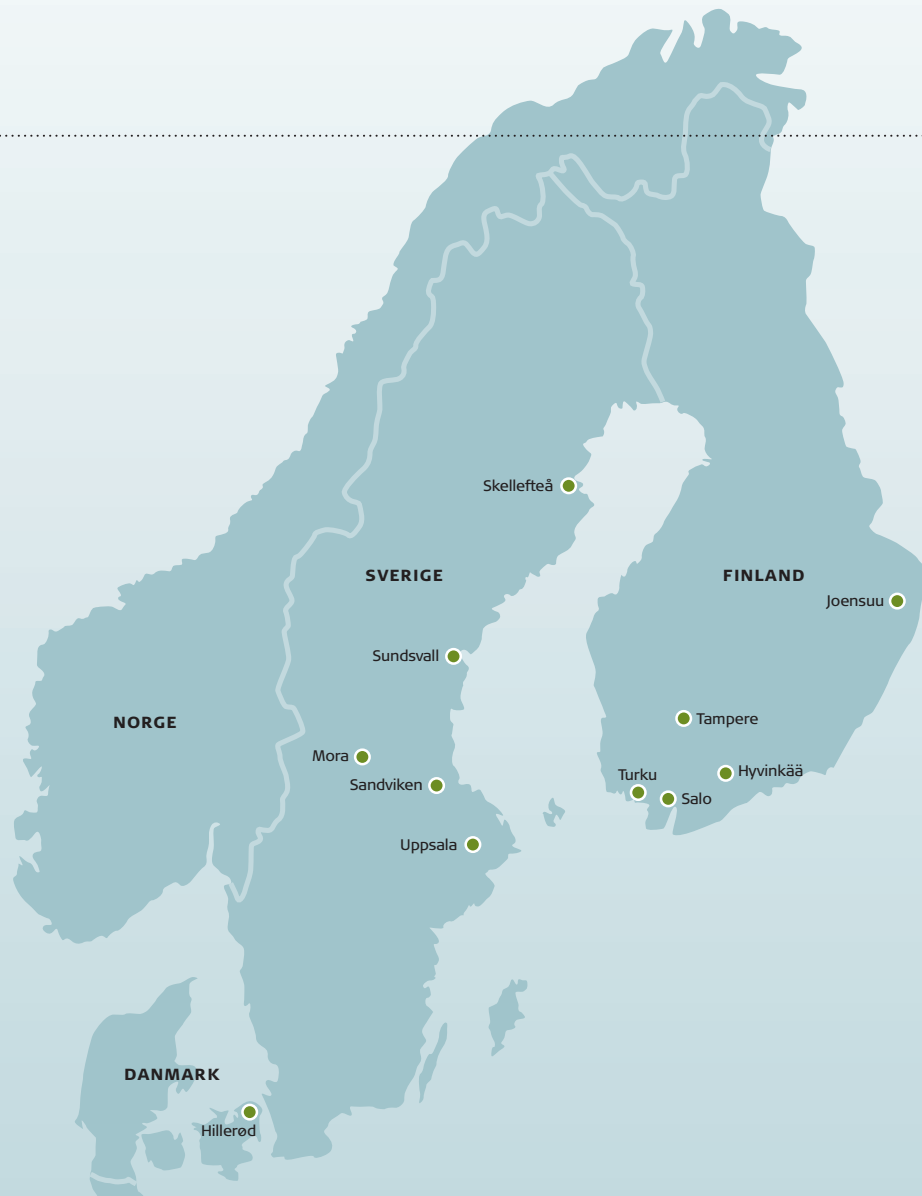 Skellefteå
SVERIGE
FINLAND
Joensuu
Sundsvall
NORGE
Tampere
Mora
Hyvinkää
Turku
Sandviken
Salo
Uppsala
DANMARK
Hillerød